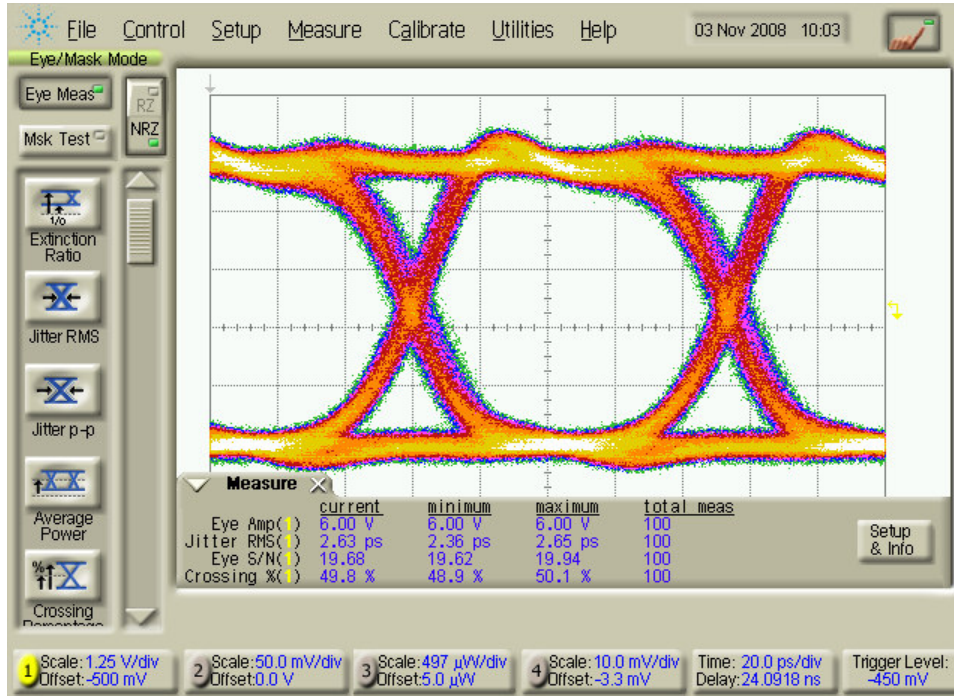 File Control Setup Measure Calibrate Utilities Help 03 Nov 2008 10:03
Eye/Mask Mode
Eye Meas
RZ
NRZ
Msk Test
1/0
Extinction
Ratio
Jitter RMS
Jitter p-p
Average
Power
%
Crossing
Percentage
Measure
current minimum maximum total meas
Eye Amp(1) 6.00 V 6.00 V 6.00 V 100
Jitter RMS(1) 2.63 ps 2.36 ps 2.65 ps 100
Eye S/N(1) 19.68 19.62 19.94 100
Crossing %(1) 49.8 % 48.9 % 50.1 % 100
Setup
& Info
1 Scale:1.25 V/div
Offset:-500 mV
2 Scale:50.0 mV/div
Offset:0.0 V
3 Scale:497 µW/div
Offset:5.0 µW
4 Scale:10.0 mV/div
Offset:-3.3 mV
Time: 20.0 ps/div
Delay:24.0918 ns
Trigger Level:
-450 mV